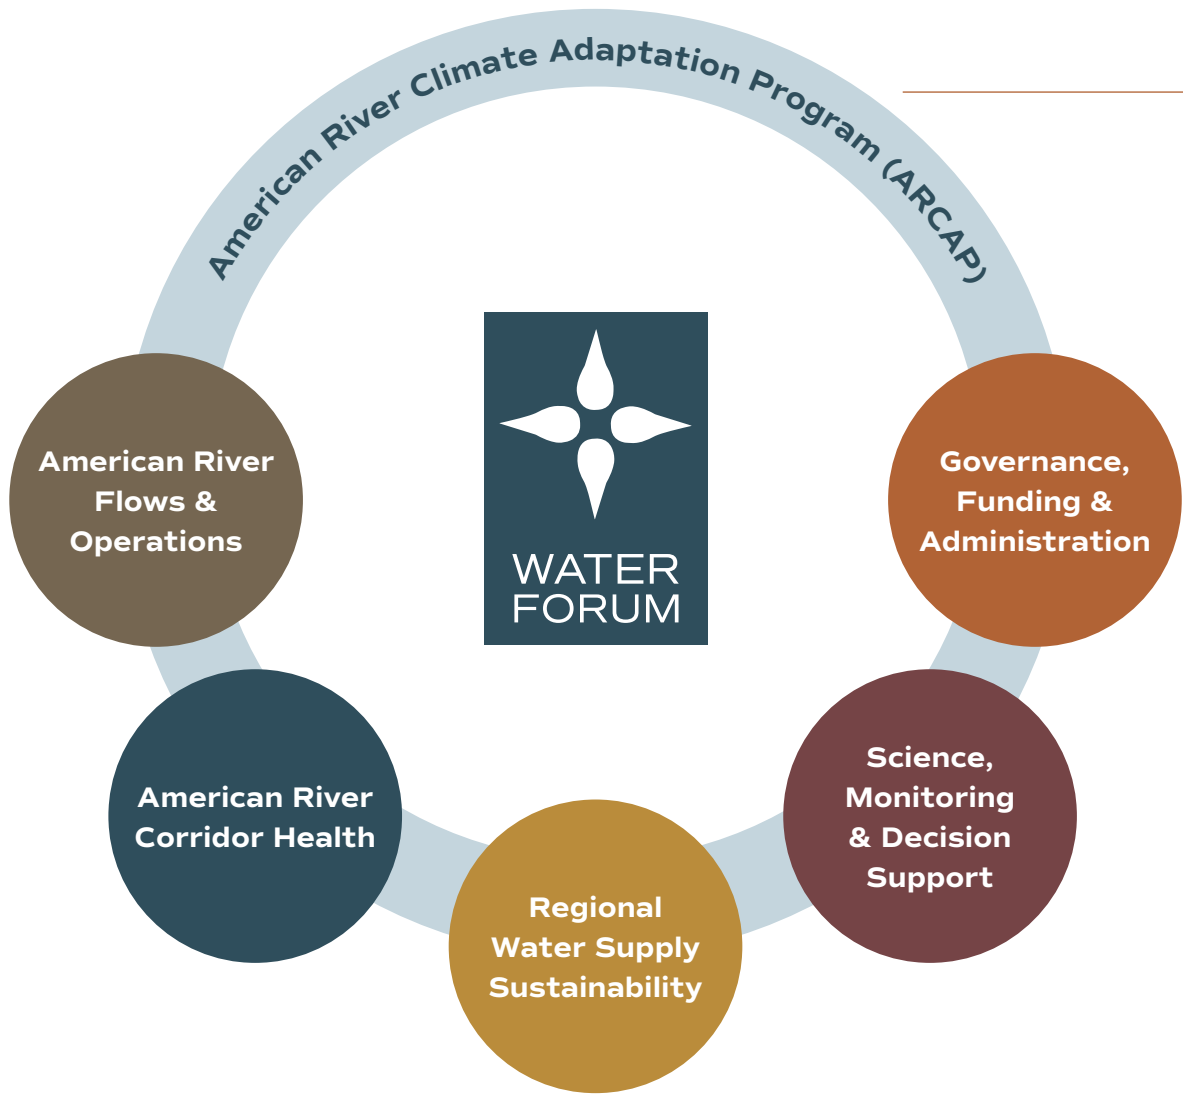 American River Climate Adaptation Program (ARCAP)
WATER
FORUM
American River
Flows &
Operations
American River
Corridor Health
Regional
Water Supply
Sustainability
Science,
Monitoring
& Decision
Support
Governance,
Funding &
Administration